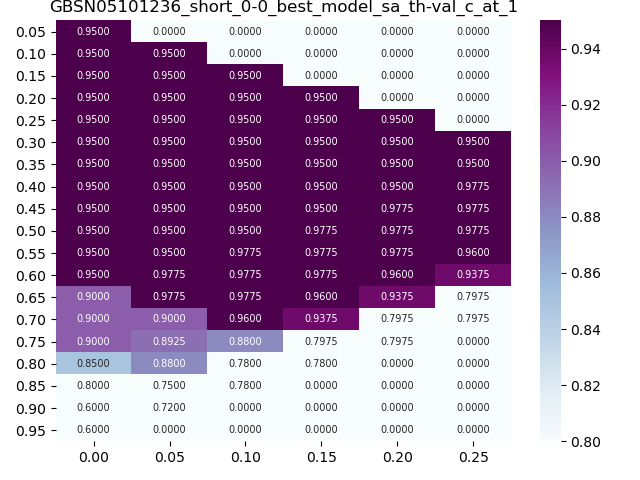 GBSN05101236_short_0-0_best_model_sa_th-val_c_at_1
0.05 0.9500 0.0000 0.0000 0.0000 0.0000 0.0000
0.10 0.9500 0.9500 0.0000 0.0000 0.0000 0.0000
0.15 0.9500 0.9500 0.9500 0.0000 0.0000 0.0000
0.20 0.9500 0.9500 0.9500 0.9500 0.0000 0.0000
0.25 0.9500 0.9500 0.9500 0.9500 0.9500 0.0000
0.30 0.9500 0.9500 0.9500 0.9500 0.9500 0.9500
0.35 0.9500 0.9500 0.9500 0.9500 0.9500 0.9500
0.40 0.9500 0.9500 0.9500 0.9500 0.9500 0.9775
0.45 0.9500 0.9500 0.9500 0.9500 0.9775 0.9775
0.50 0.9500 0.9500 0.9500 0.9775 0.9775 0.9775
0.55 0.9500 0.9500 0.9775 0.9775 0.9775 0.9600
0.60 0.9500 0.9775 0.9775 0.9775 0.9600 0.9375
0.65 0.9000 0.9775 0.9775 0.9600 0.9375 0.7975
0.70 0.9000 0.9000 0.9600 0.9375 0.7975 0.7975
0.75 0.9000 0.8925 0.8800 0.7975 0.7975 0.0000
0.80 0.8500 0.8800 0.7800 0.7800 0.0000 0.0000
0.85 0.8000 0.7500 0.7800 0.0000 0.0000 0.0000
0.90 0.6000 0.7200 0.0000 0.0000 0.0000 0.0000
0.95 0.6000 0.0000 0.0000 0.0000 0.0000 0.0000
0.00 0.05 0.10 0.15 0.20 0.25
0.94
0.92
0.90
0.88
0.86
0.84
0.82
0.80